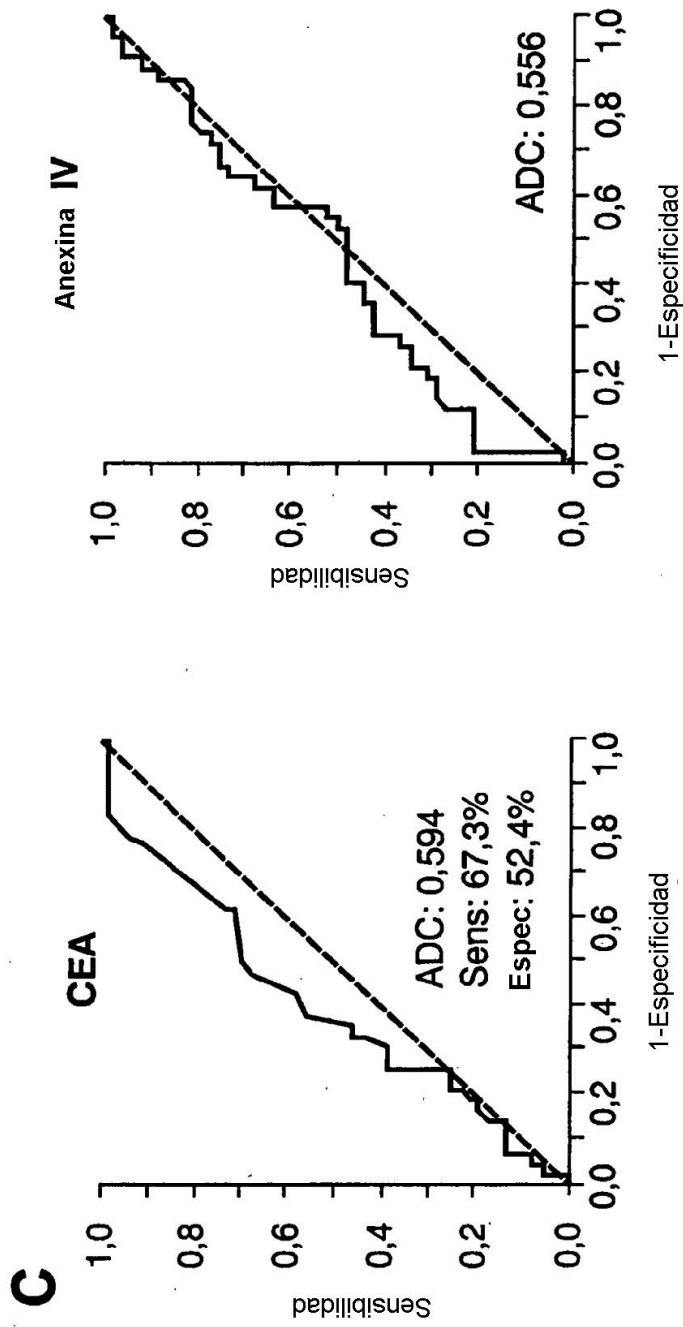 C
CEA
Sensibilidad
1,0
0,8
0,6
0,4
0,2
0,0
ADC: 0,594
Sens: 67,3%
Espec: 52,4%
0,0 0,2 0,4 0,6 0,8 1,0
1-Especificidad
Anexina IV
Sensibilidad
1,0
0,8
0,6
0,4
0,2
0,0
ADC: 0,556
0,0 0,2 0,4 0,6 0,8 1,0
1-Especificidad